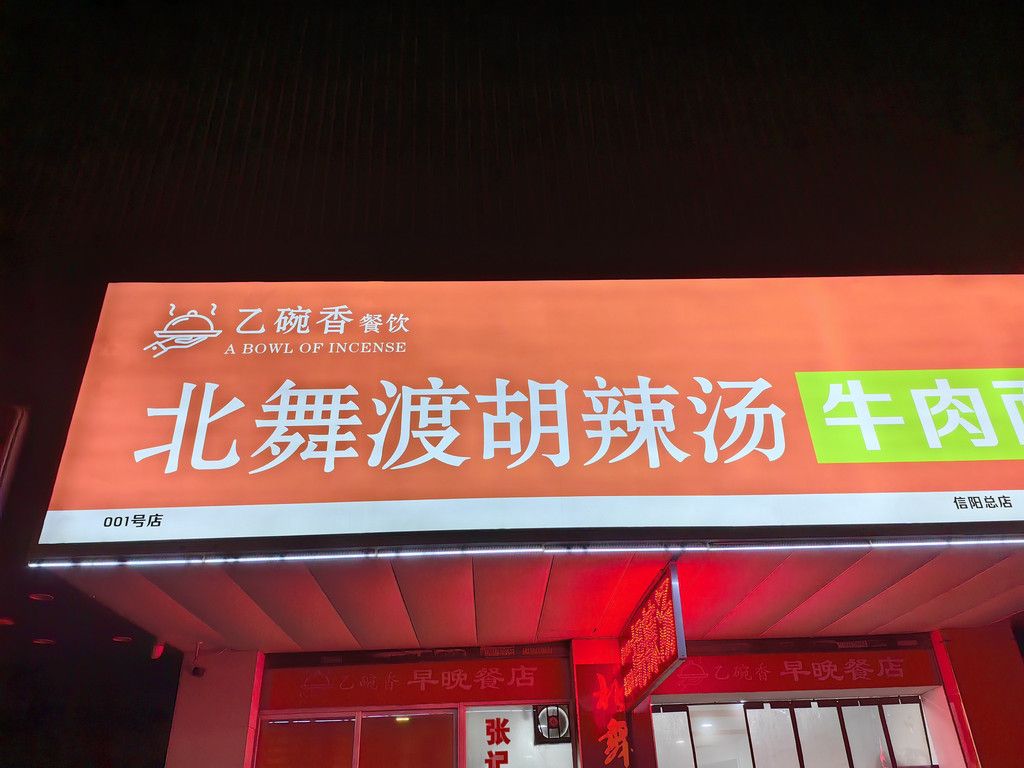 乙碗香餐饮
A BOWL OF INCENSE
北舞渡胡辣汤
牛肉
001号店
信阳总店
乙碗香 早晚餐店
乙碗香 早晚餐店
北舞
张记